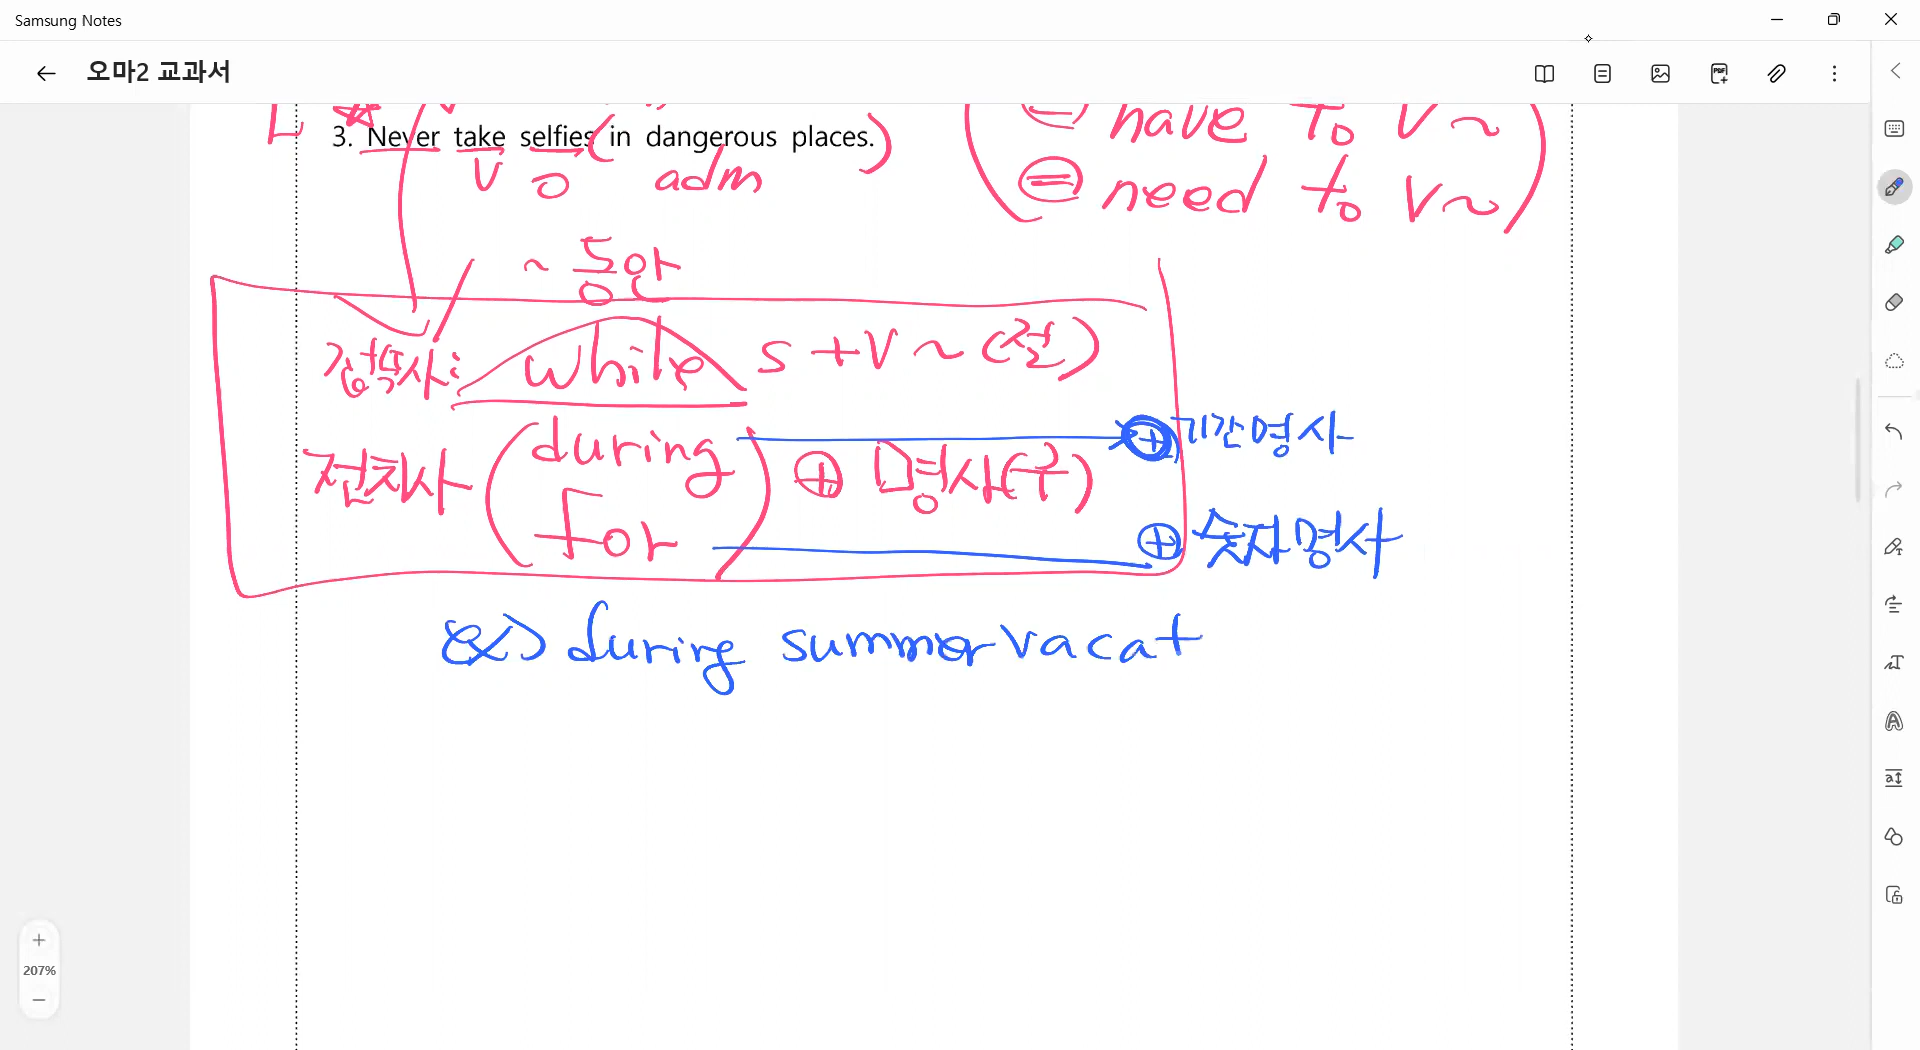 Samsung Notes
오마2 교과서
have to V ~
3. Never take selfies (in dangerous places.)
V O adm
= need to V~
~ 동안
접속사: while s + V ~ (절)
전치사 (during for) + 명사(구)
+ 기간명사
+ 숫자명사
ex) during summer vacat
207%